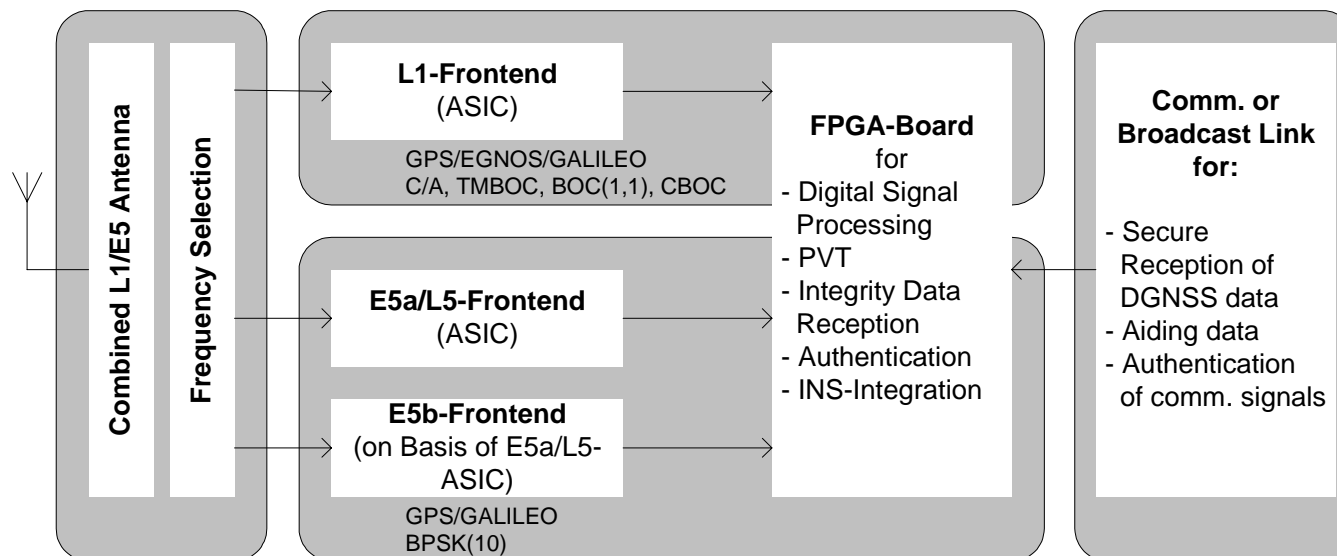 Combined L1/E5 Antenna
Frequency Selection
L1-Frontend
(ASIC)
GPS/EGNOS/GALILEO
C/A, TMBOC, BOC(1,1), CBOC
E5a/L5-Frontend
(ASIC)
E5b-Frontend
(on Basis of E5a/L5-
ASIC)
GPS/GALILEO
BPSK(10)
FPGA-Board
for
- Digital Signal
Processing
- PVT
- Integrity Data
Reception
- Authentication
- INS-Integration
Comm. or
Broadcast Link
for:
- Secure
Reception of
DGNSS data
- Aiding data
- Authentication
of comm. signals